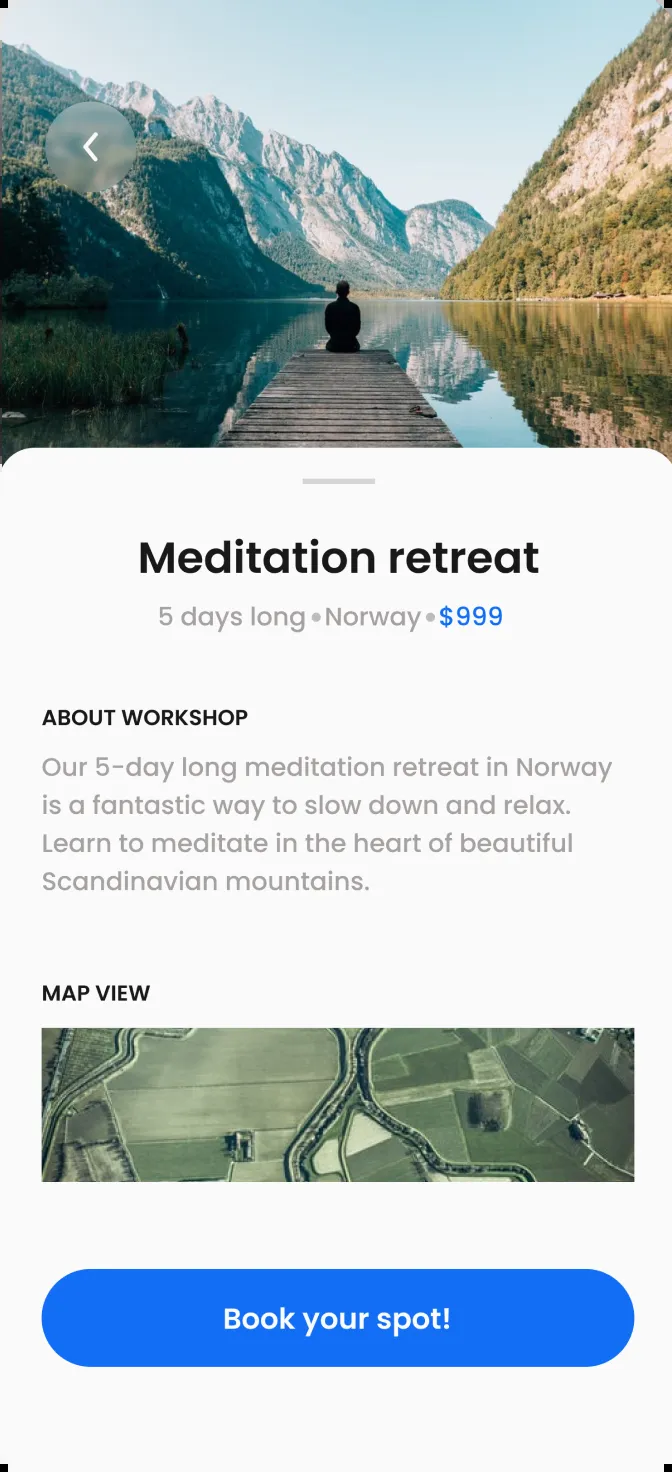 Meditation retreat
5 days long•Norway•$999
ABOUT WORKSHOP
Our 5-day long meditation retreat in Norway
is a fantastic way to slow down and relax.
Learn to meditate in the heart of beautiful
Scandinavian mountains.
MAP VIEW
Book your spot!